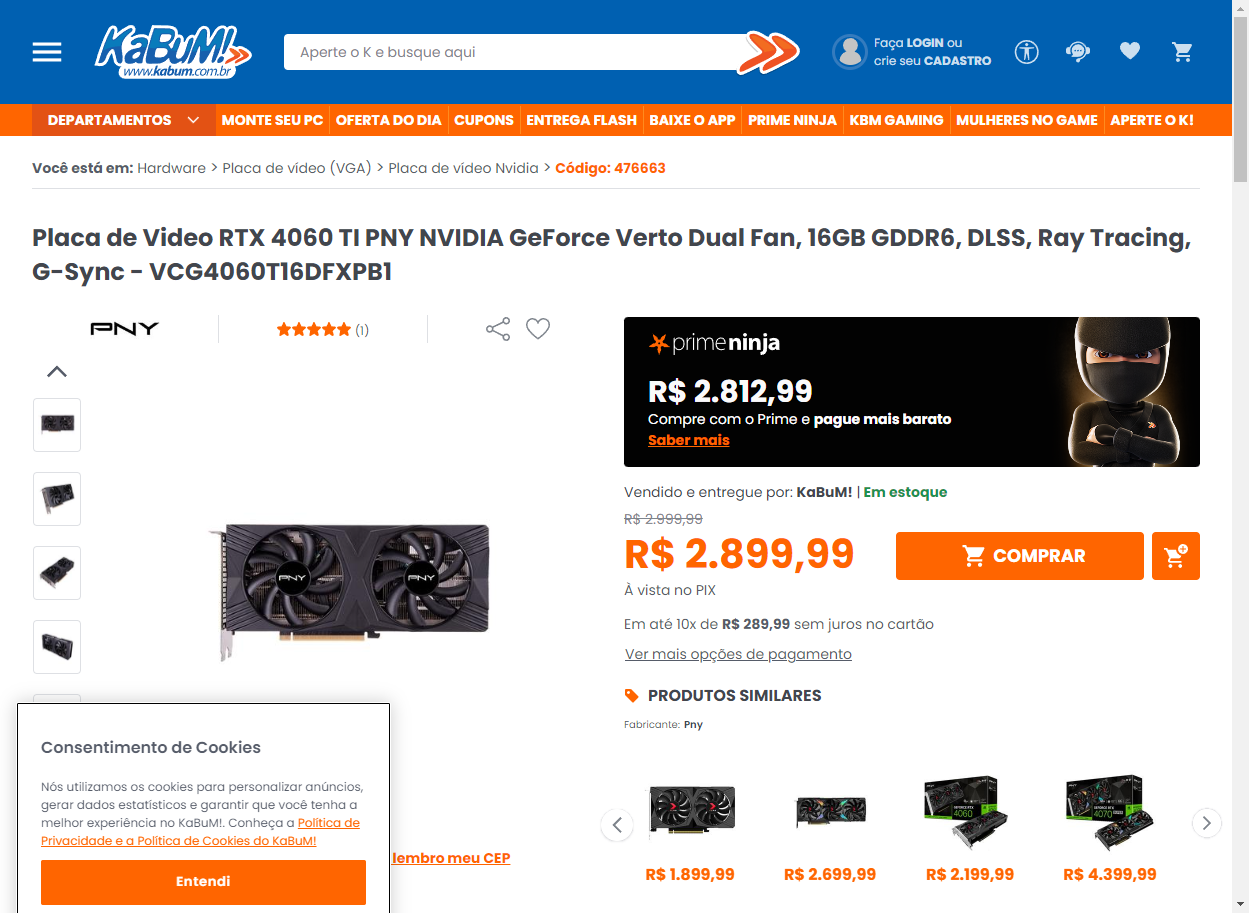 KaBuM!
www.kabum.com.br
Aperte o K e busque aqui
Faça LOGIN ou
crie seu CADASTRO
DEPARTAMENTOS MONTE SEU PC OFERTA DO DIA CUPONS ENTREGA FLASH BAIXE O APP PRIME NINJA KBM GAMING MULHERES NO GAME APERTE O K!
Você está em: Hardware > Placa de vídeo (VGA) > Placa de vídeo Nvidia > Código: 476663
Placa de Video RTX 4060 TI PNY NVIDIA GeForce Verto Dual Fan, 16GB GDDR6, DLSS, Ray Tracing,
G-Sync - VCG4060T16DFXPB1
PNY
(1)
primeninja
R$ 2.812,99
Compre com o Prime e pague mais barato
Saber mais
Vendido e entregue por: KaBuM! | Em estoque
R$ 2.999,99
R$ 2.899,99
COMPRAR
À vista no PIX
Em até 10x de R$ 289,99 sem juros no cartão
Ver mais opções de pagamento
PNY PNY
PRODUTOS SIMILARES
Fabricante: Pny
4060
4070
R$ 1.899,99
R$ 2.699,99
R$ 2.199,99
R$ 4.399,99
Consentimento de Cookies
Nós utilizamos os cookies para personalizar anúncios,
gerar dados estatísticos e garantir que você tenha a
melhor experiência no KaBuM!. Conheça a Política de
Privacidade e a Política de Cookies do KaBuM!
lembro meu CEP
Entendi